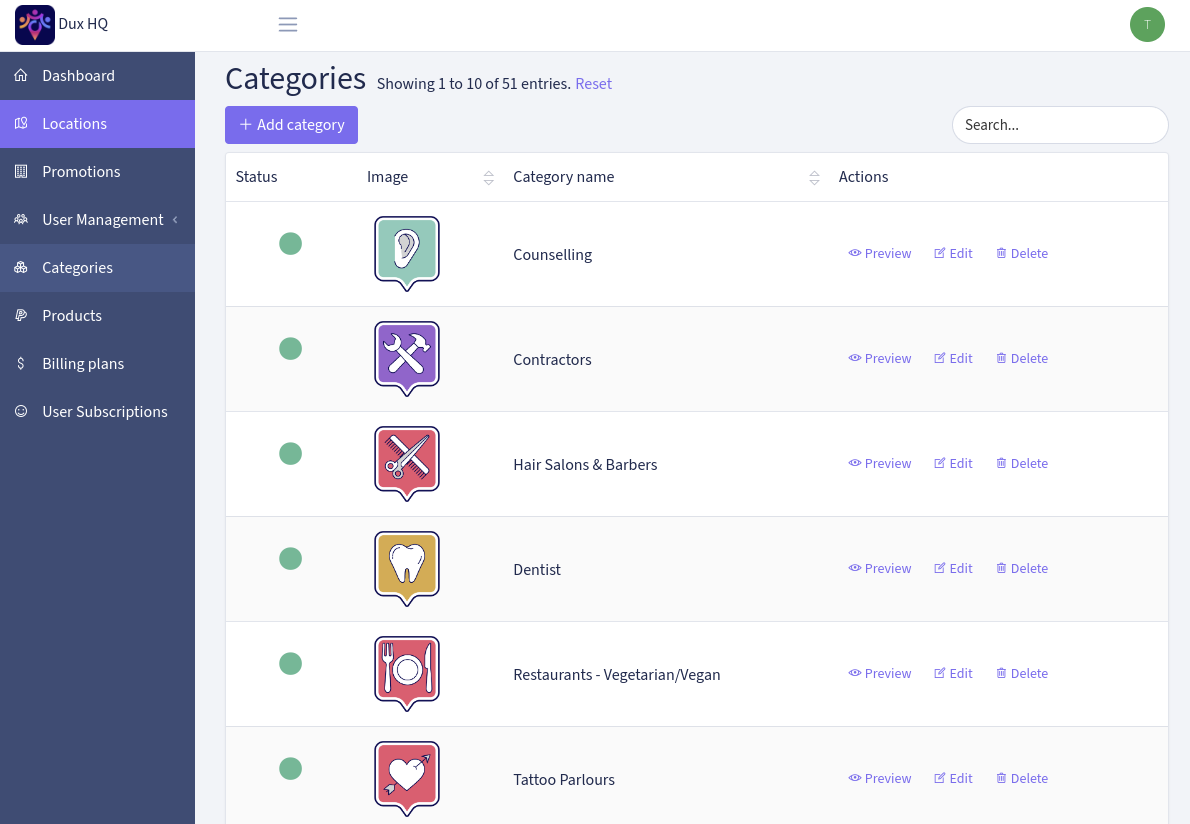 Dux HQ
T
Dashboard
Locations
Promotions
User Management
Categories
Products
Billing plans
User Subscriptions
Categories Showing 1 to 10 of 51 entries. Reset
Add category
Search...
Status Image Category name Actions
Counselling Preview Edit Delete
Contractors Preview Edit Delete
Hair Salons & Barbers Preview Edit Delete
Dentist Preview Edit Delete
Restaurants - Vegetarian/Vegan Preview Edit Delete
Tattoo Parlours Preview Edit Delete